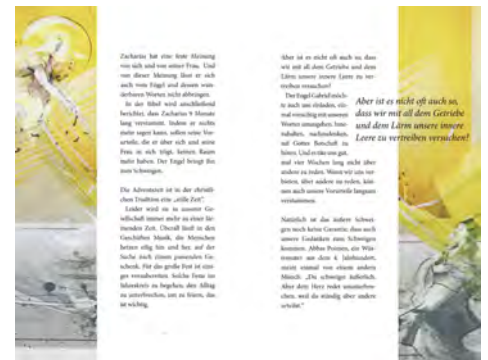 Zacharias hat eine feste Meinung
von sich und von seiner Frau. Und
von dieser Meinung lässt er sich
auch vom Engel und dessen wun-
derbaren Worten nicht abbringen.
In der Bibel wird anschließend
berichtet, dass Zacharias 9 Monate
lang verstummt. Indem er nichts
mehr sagen kann, sollen seine Vor-
urteile, die er über sich und seine
Frau in sich trägt, keinen Raum
mehr haben. Der Engel bringt ihn
zum Schweigen.
Die Adventszeit ist in der christli-
chen Tradition eine „stille Zeit".
Leider wird sie in unserer Ge-
sellschaft immer mehr zu einer lär-
menden Zeit. Überall läuft in den
Geschäften Musik, die Menschen
hetzen eilig hin und her, auf der
Suche nach einem passenden Ge-
schenk. Für das große Fest ist eini-
ges vorzubereiten. Solche Feste im
Jahreskreis zu begehen, den Alltag
zu unterbrechen, um zu feiern, das
ist wichtig.
Aber ist es nicht oft auch so, dass
wir mit all dem Getriebe und dem
Lärm unsere innere Leere zu ver-
treiben versuchen?
Der Engel Gabriel möch-
te auch uns einladen, ein-
mal vorsichtig mit unseren
Worten umzugehen. Inne-
zuhalten, nachzudenken,
auf Gottes Botschaft zu
hören. Und es täte uns gut,
mal vier Wochen lang nicht über
andere zu reden. Wenn wir uns ver-
bieten, über andere zu reden, kön-
nen auch unsere Vorurteile langsam
verstummen.
Natürlich ist das äußere Schwei-
gen noch keine Garantie, dass auch
unsere Gedanken zum Schweigen
kommen. Abbas Poimen, ein Wüs-
tenvater aus dem 4. Jahrhundert,
meint einmal von einem andern
Mönch: „Du schweigst äußerlich.
Aber dein Herz redet ununterbro-
chen, weil du ständig über andere
urteilst."
Aber ist es nicht oft auch so,
dass wir mit all dem Getriebe
und dem Lärm unsere innere
Leere zu vertreiben versuchen?